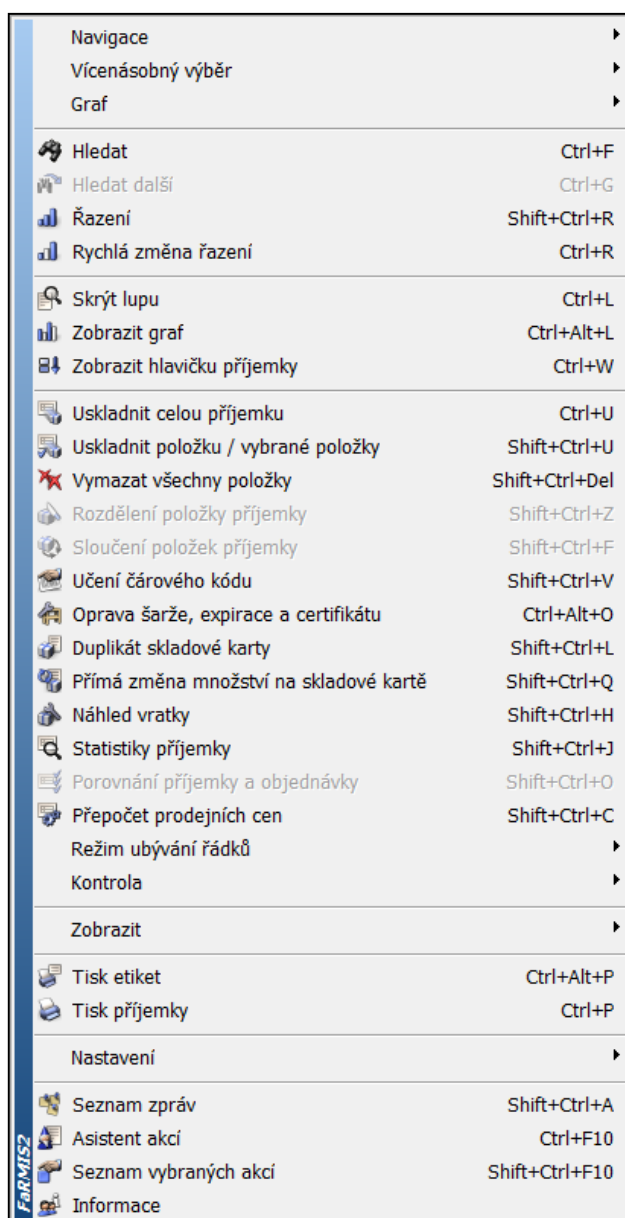 Navigace
Vícenásobný výběr
Graf
Hledat Ctrl+F
Hledat další Ctrl+G
Řazení Shift+Ctrl+R
Rychlá změna řazení Ctrl+R
Skrýt lupu Ctrl+L
Zobrazit graf Ctrl+Alt+L
Zobrazit hlavičku příjemky Ctrl+W
Uskladnit celou příjemku Ctrl+U
Uskladnit položku / vybrané položky Shift+Ctrl+U
Vymazat všechny položky Shift+Ctrl+Del
Rozdělení položky příjemky Shift+Ctrl+Z
Sloučení položek příjemky Shift+Ctrl+F
Učení čárového kódu Shift+Ctrl+V
Oprava šarže, expirace a certifikátu Ctrl+Alt+O
Duplikát skladové karty Shift+Ctrl+L
Přímá změna množství na skladové kartě Shift+Ctrl+Q
Náhled vratky Shift+Ctrl+H
Statistiky příjemky Shift+Ctrl+J
Porovnání příjemky a objednávky Shift+Ctrl+O
Přepočet prodejních cen Shift+Ctrl+C
Režim ubývání řádků
Kontrola
Zobrazit
Tisk etiket Ctrl+Alt+P
Tisk příjemky Ctrl+P
Nastavení
Seznam zpráv Shift+Ctrl+A
Asistent akcí Ctrl+F10
Seznam vybraných akcí Shift+Ctrl+F10
Informace
FaRMIS2